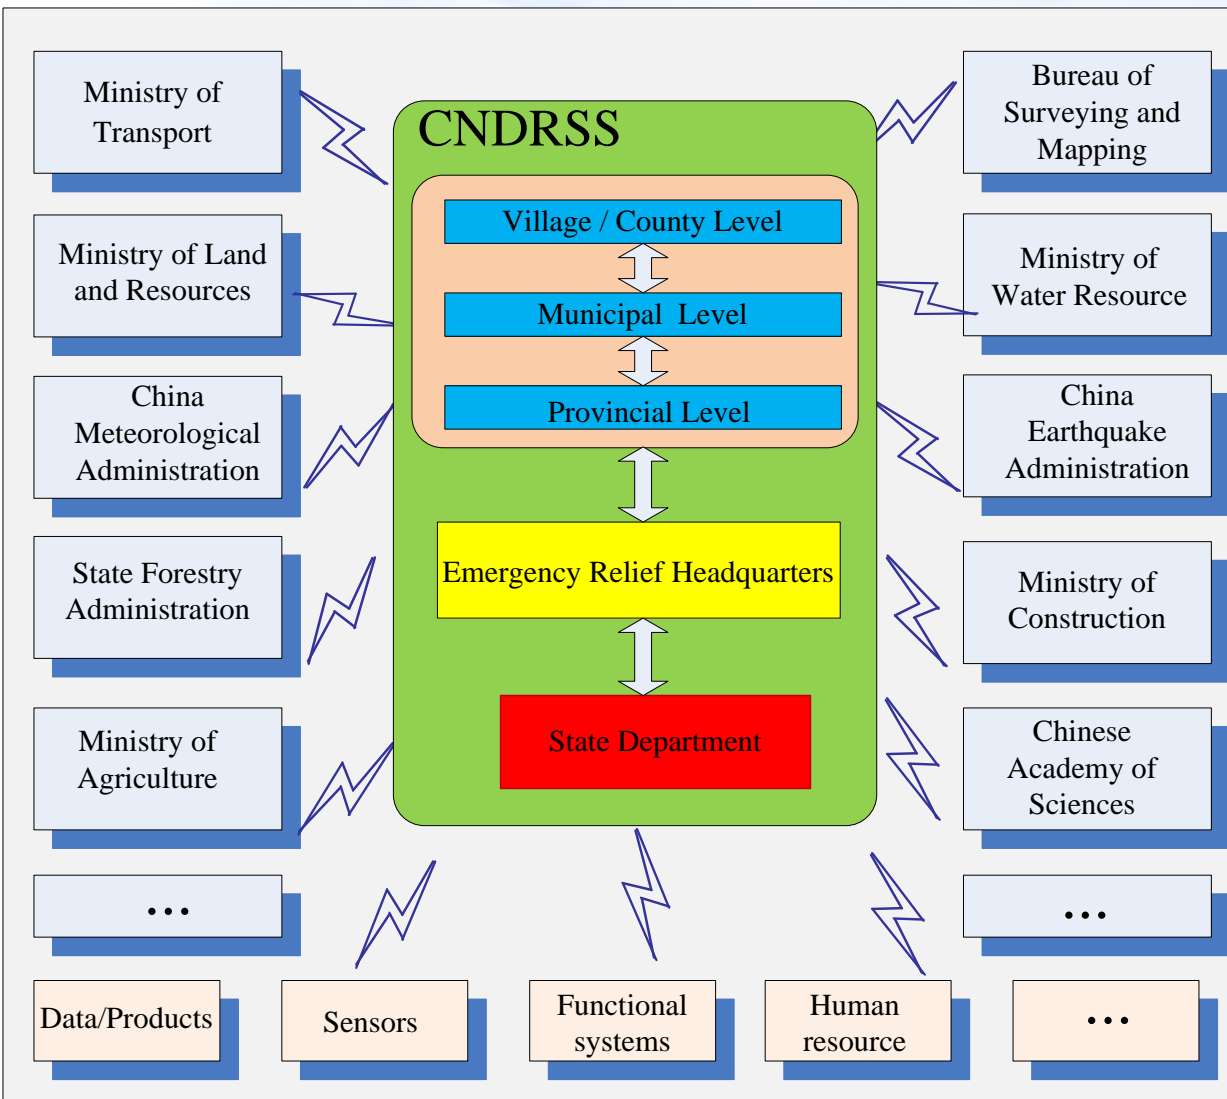 CNDRSS
Village / County Level
Municipal Level
Provincial Level
Emergency Relief Headquarters
State Department
Ministry of
Transport
Ministry of Land
and Resources
China
Meteorological
Administration
State Forestry
Administration
Ministry of
Agriculture
...
Bureau of
Surveying and
Mapping
Ministry of
Water Resource
China
Earthquake
Administration
Ministry of
Construction
Chinese
Academy of
Sciences
...
Data/Products
Sensors
Functional
systems
Human
resource
...